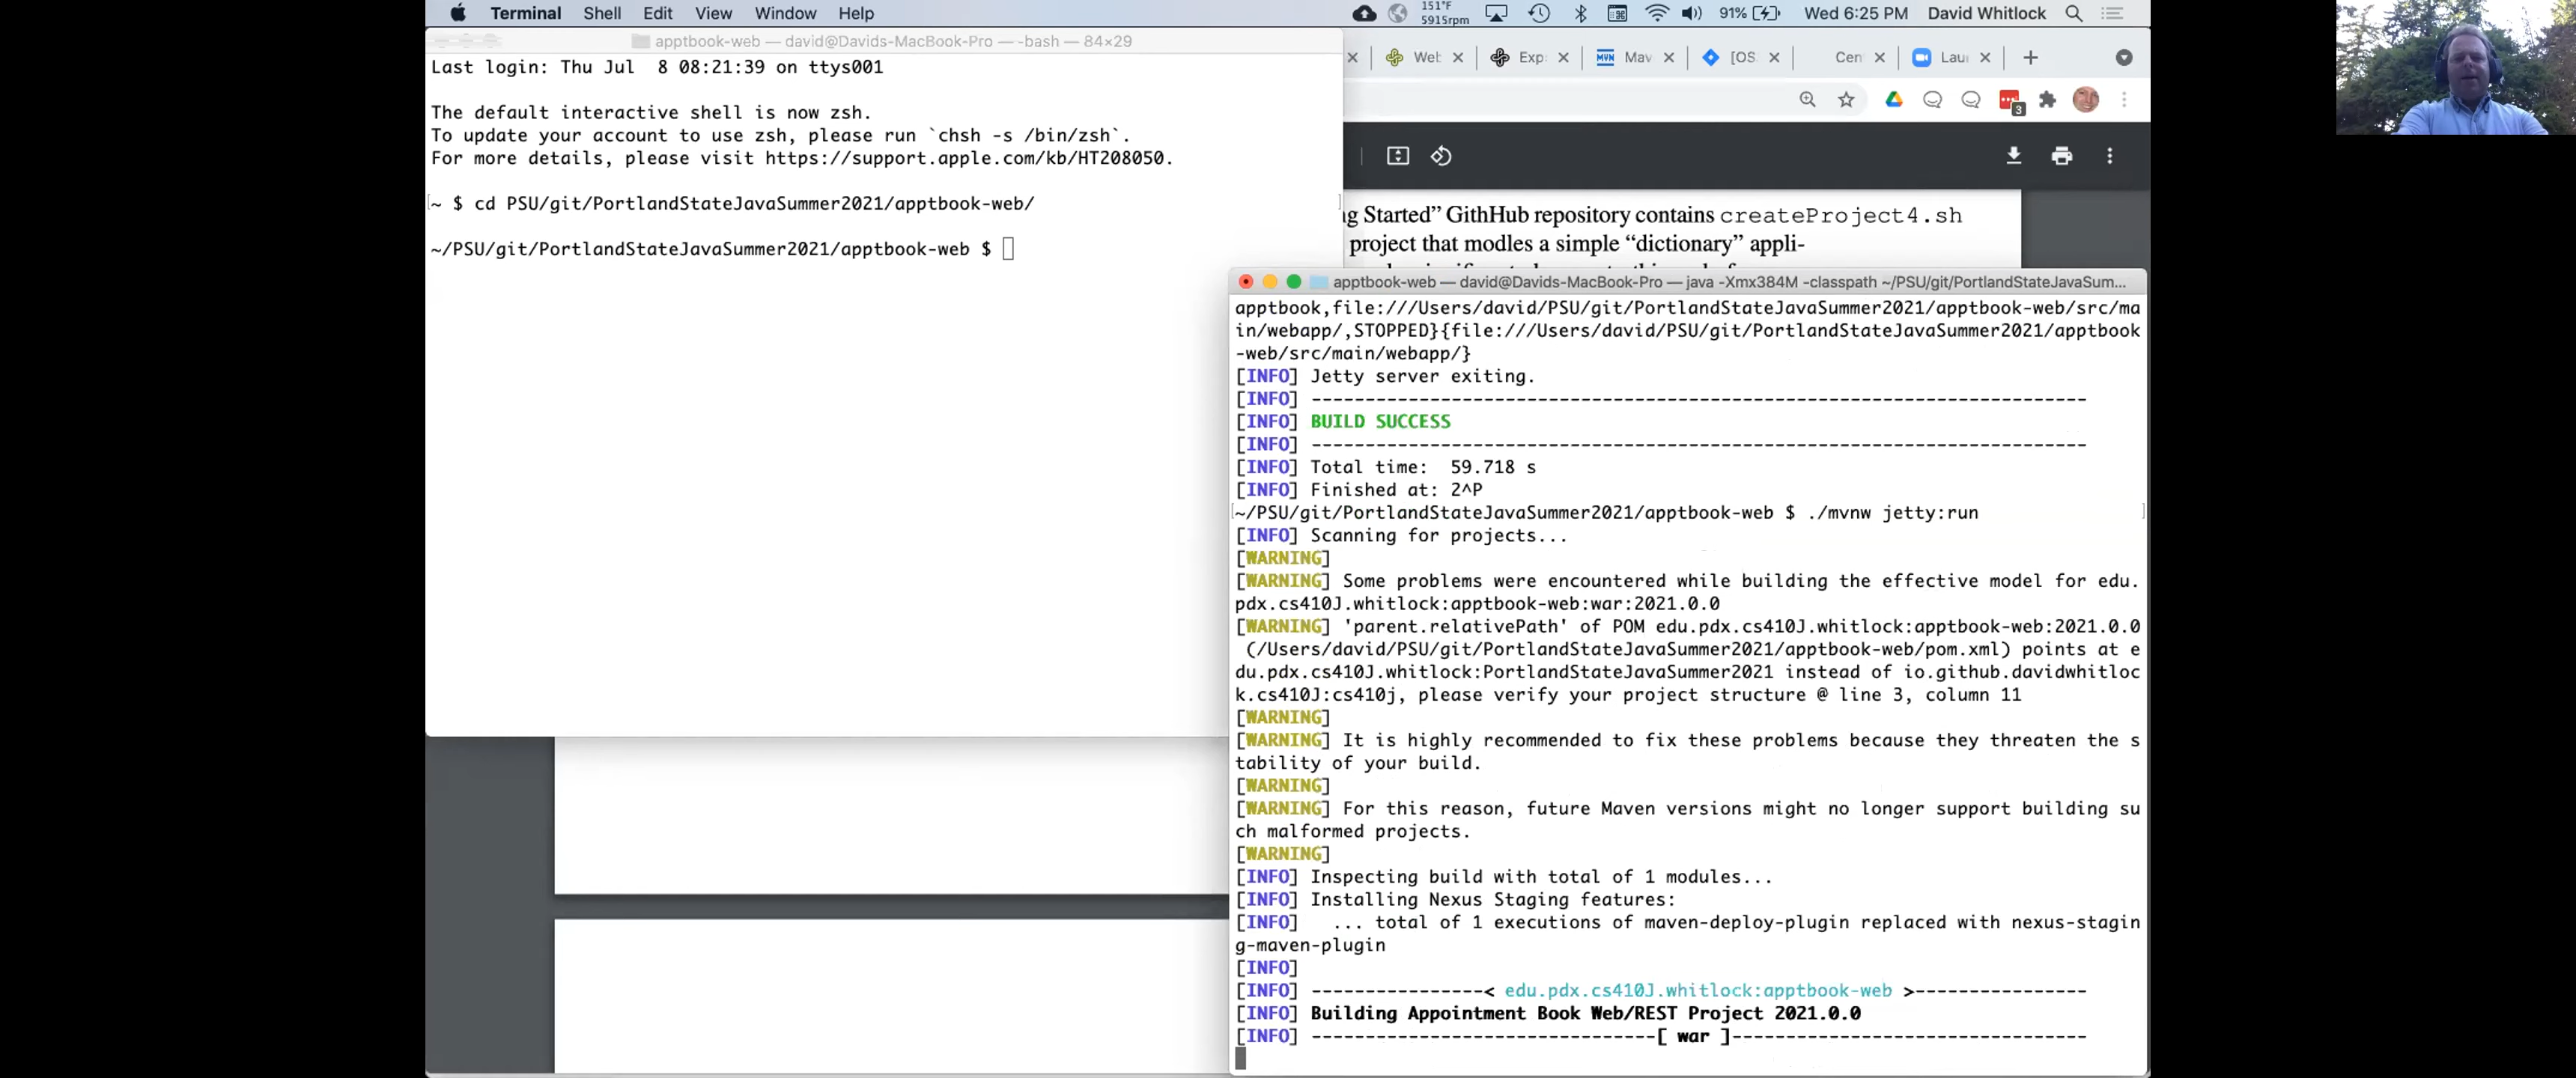 Terminal Shell Edit View Window Help
151°F
5915rpm
91% Wed 6:25 PM David Whitlock
apptbook-web — david@Davids-MacBook-Pro — -bash — 84×29
Last login: Thu Jul  8 08:21:39 on ttys001
The default interactive shell is now zsh.
To update your account to use zsh, please run `chsh -s /bin/zsh`.
For more details, please visit https://support.apple.com/kb/HT208050.
[~ $ cd PSU/git/PortlandStateJavaSummer2021/apptbook-web/ ]
~/PSU/git/PortlandStateJavaSummer2021/apptbook-web $
Web Exp MVN Mav [OS Cen Lau
3
ng Started” GithHub repository contains createProject4.sh
project that modles a simple “dictionary” appli-
apptbook-web — david@Davids-MacBook-Pro — java -Xmx384M -classpath ~/PSU/git/PortlandStateJavaSum...
apptbook,file:///Users/david/PSU/git/PortlandStateJavaSummer2021/apptbook-web/src/ma
in/webapp/,STOPPED}{file:///Users/david/PSU/git/PortlandStateJavaSummer2021/apptbook
-web/src/main/webapp/}
[INFO] Jetty server exiting.
[INFO] ------------------------------------------------------------------------
[INFO] BUILD SUCCESS
[INFO] ------------------------------------------------------------------------
[INFO] Total time:  59.718 s
[INFO] Finished at: 2^P
[~/PSU/git/PortlandStateJavaSummer2021/apptbook-web $ ./mvnw jetty:run ]
[INFO] Scanning for projects...
[WARNING]
[WARNING] Some problems were encountered while building the effective model for edu.
pdx.cs410J.whitlock:apptbook-web:war:2021.0.0
[WARNING] 'parent.relativePath' of POM edu.pdx.cs410J.whitlock:apptbook-web:2021.0.0
(/Users/david/PSU/git/PortlandStateJavaSummer2021/apptbook-web/pom.xml) points at e
du.pdx.cs410J.whitlock:PortlandStateJavaSummer2021 instead of io.github.davidwhitloc
k.cs410J:cs410j, please verify your project structure @ line 3, column 11
[WARNING]
[WARNING] It is highly recommended to fix these problems because they threaten the s
tability of your build.
[WARNING]
[WARNING] For this reason, future Maven versions might no longer support building su
ch malformed projects.
[WARNING]
[INFO] Inspecting build with total of 1 modules...
[INFO] Installing Nexus Staging features:
[INFO]   ... total of 1 executions of maven-deploy-plugin replaced with nexus-stagin
g-maven-plugin
[INFO]
[INFO] ----------------< edu.pdx.cs410J.whitlock:apptbook-web >----------------
[INFO] Building Appointment Book Web/REST Project 2021.0.0
[INFO] --------------------------------[ war ]---------------------------------